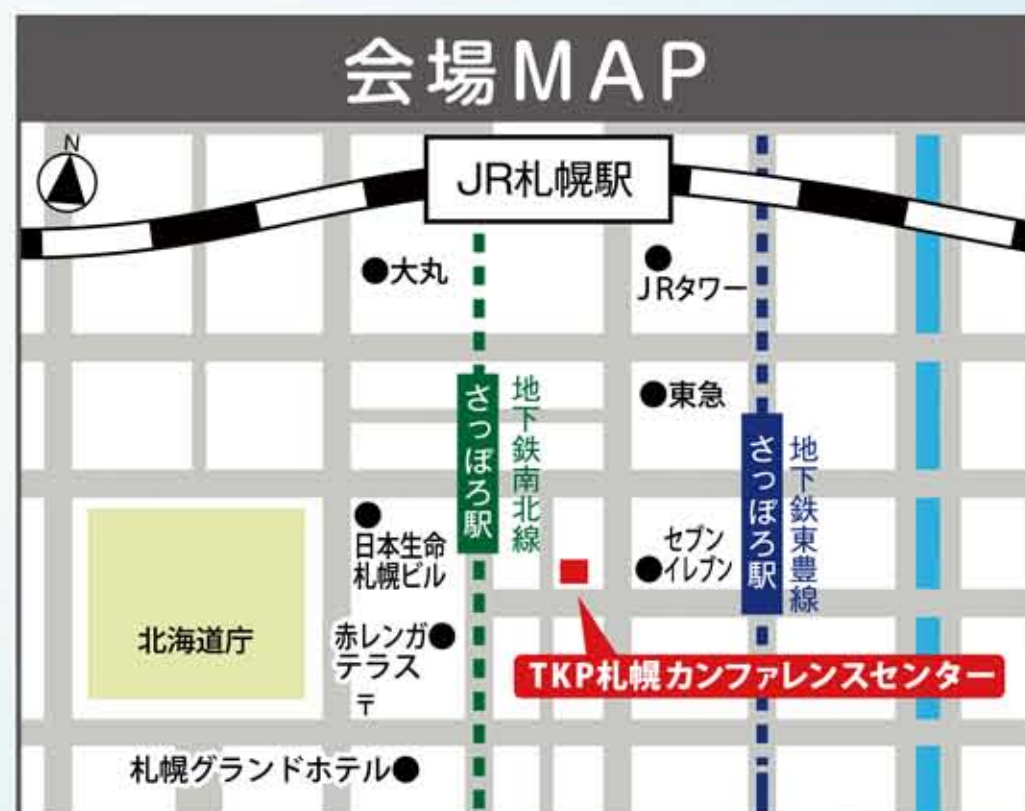 会場MAP
N
JR札幌駅
大丸
JRタワー
東急
さっぽろ駅
地下鉄南北線
さっぽろ駅
地下鉄東豊線
日本生命
札幌ビル
セブン
イレブン
北海道庁
赤レンガ
テラス
〒
TKP札幌カンファレンスセンター
札幌グランドホテル